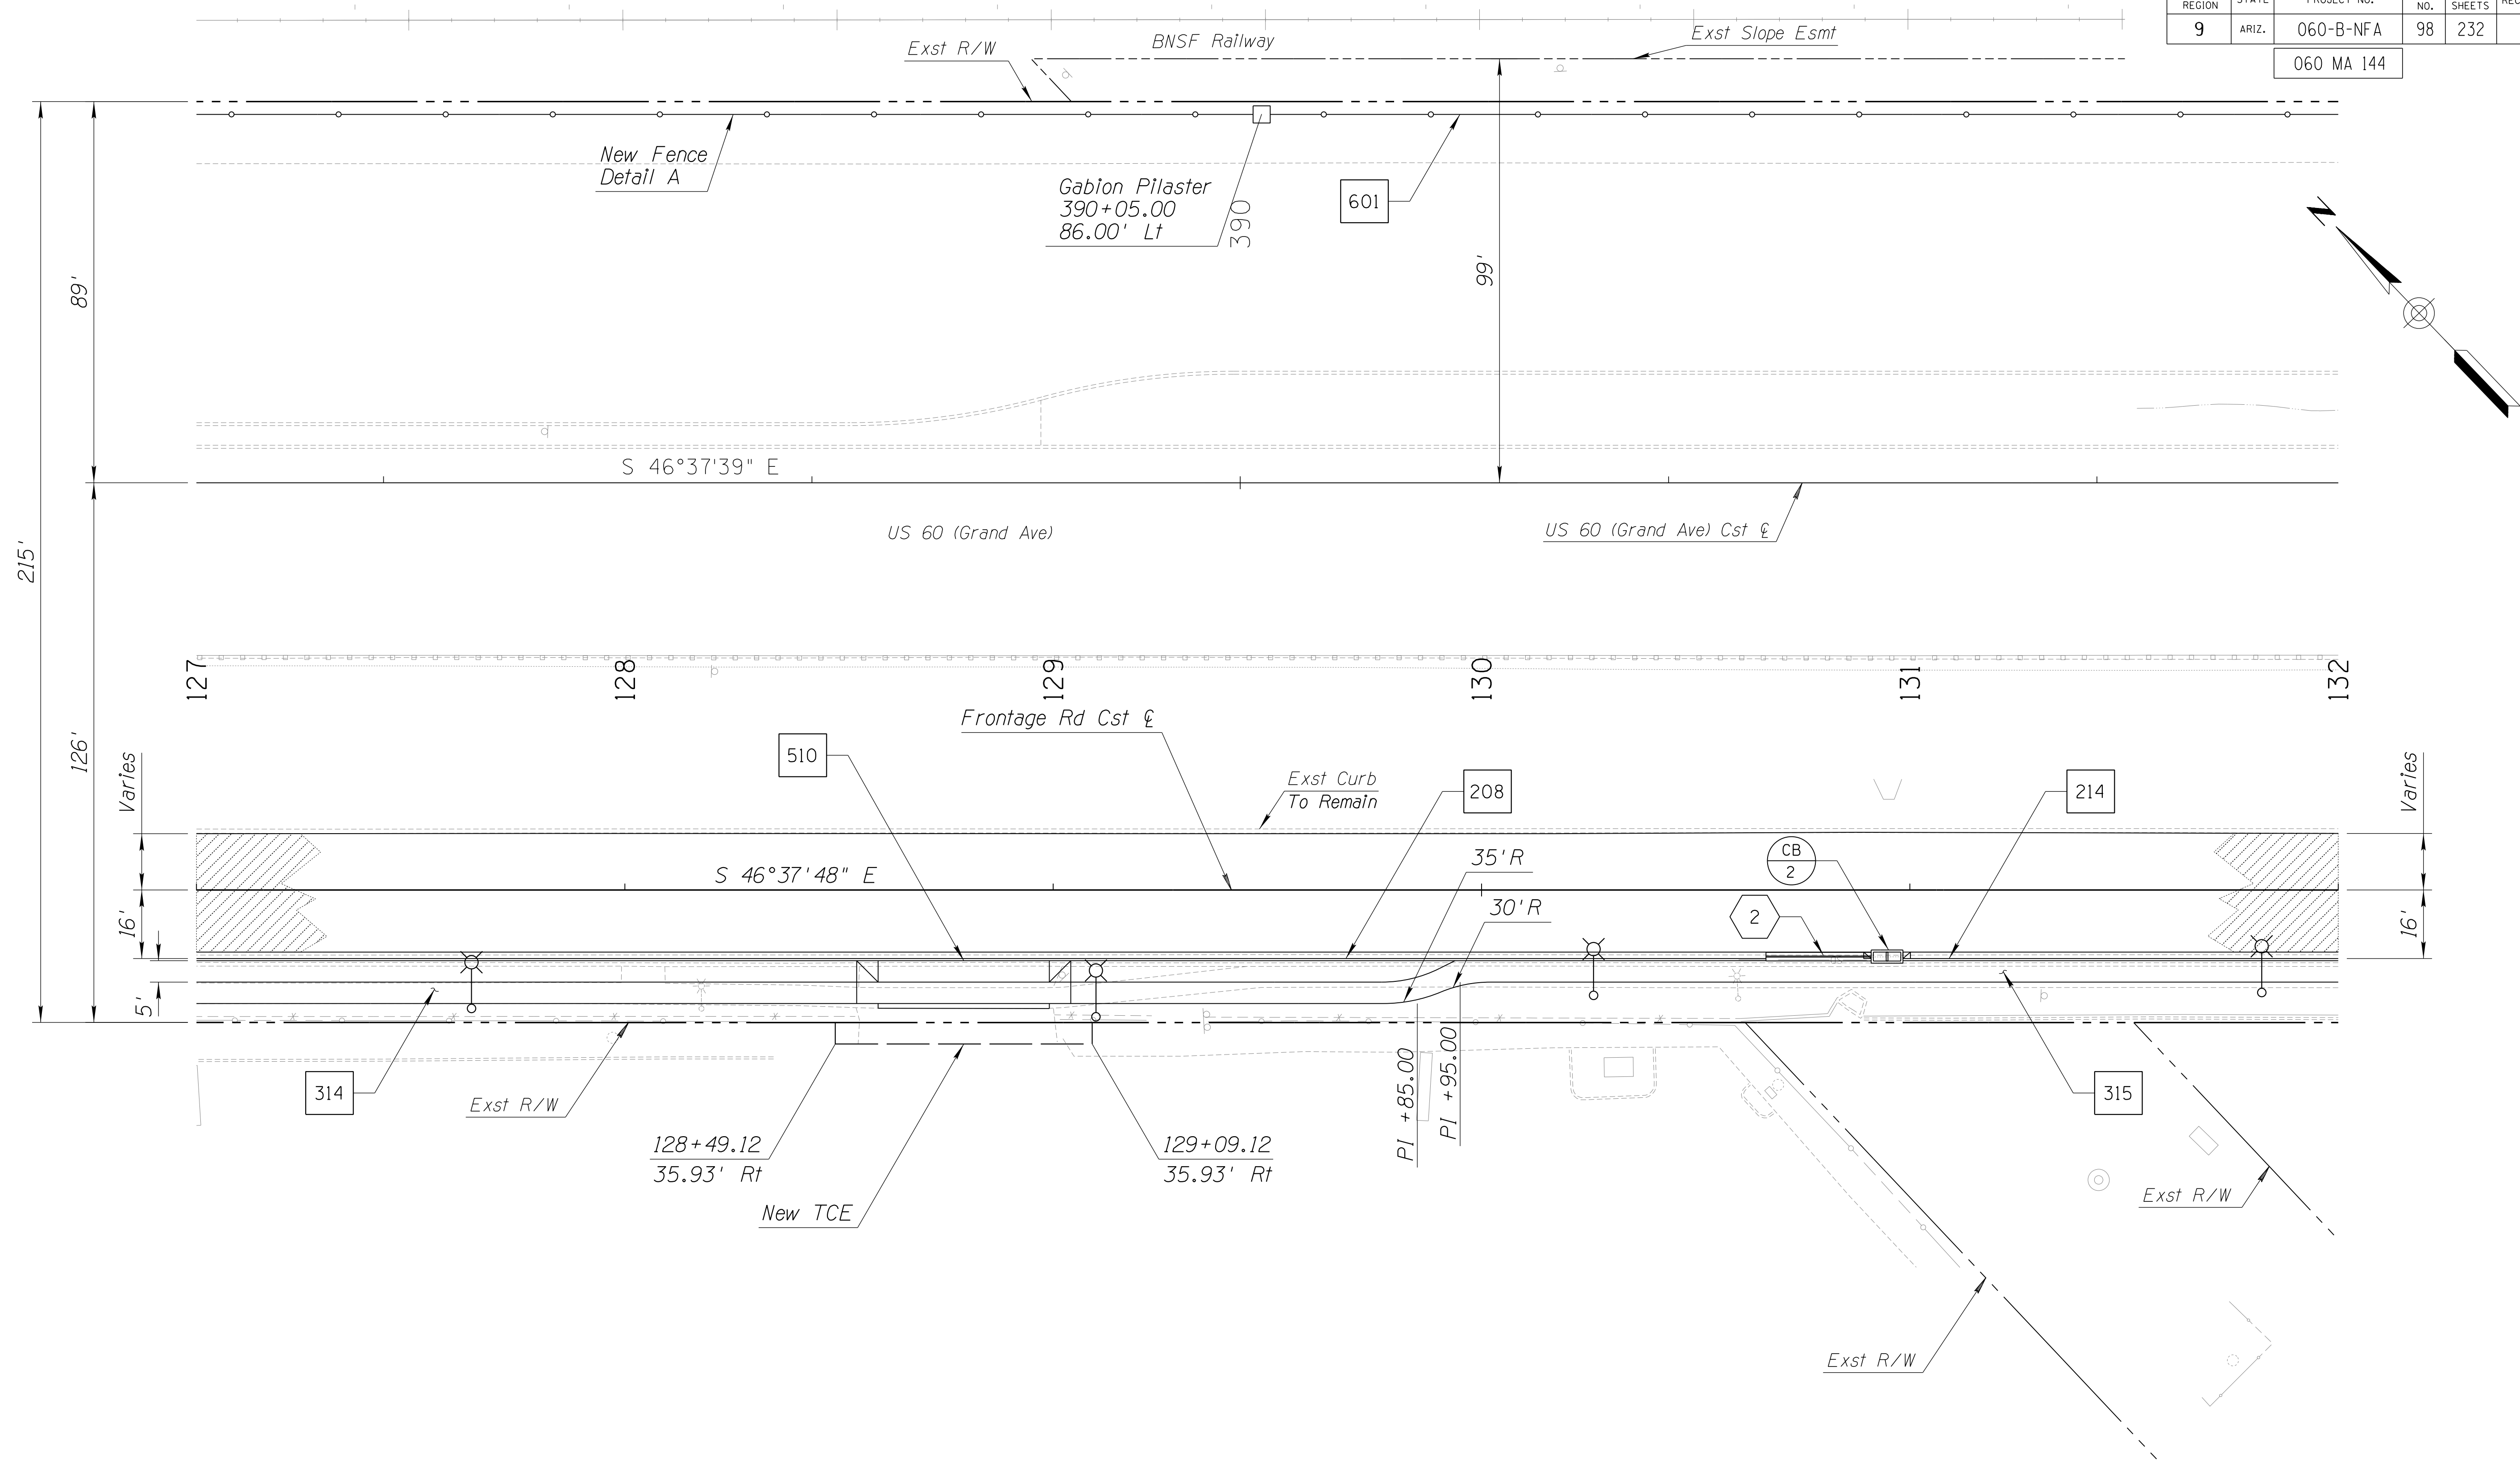 REGION
STATE
PROJECT NO.
NO.
SHEETS
9
ARIZ.
060-B-NFA
98
232
060 MA 144
Exst R/W
BNSF Railway
Exst Slope Esmt
New Fence
Detail A
Gabion Pilaster
390+05.00
86.00' Lt
390
601
N
89'
99'
215'
S 46°37'39" E
US 60 (Grand Ave)
US 60 (Grand Ave) Cst ℄
127
128
129
130
131
132
126'
Frontage Rd Cst ℄
510
Exst Curb
To Remain
208
214
Varies
Varies
S 46°37'48" E
35'R
CB
2
30'R
2
16'
16'
5'
314
Exst R/W
PI +85.00
PI +95.00
315
128+49.12
35.93' Rt
129+09.12
35.93' Rt
New TCE
Exst R/W
Exst R/W